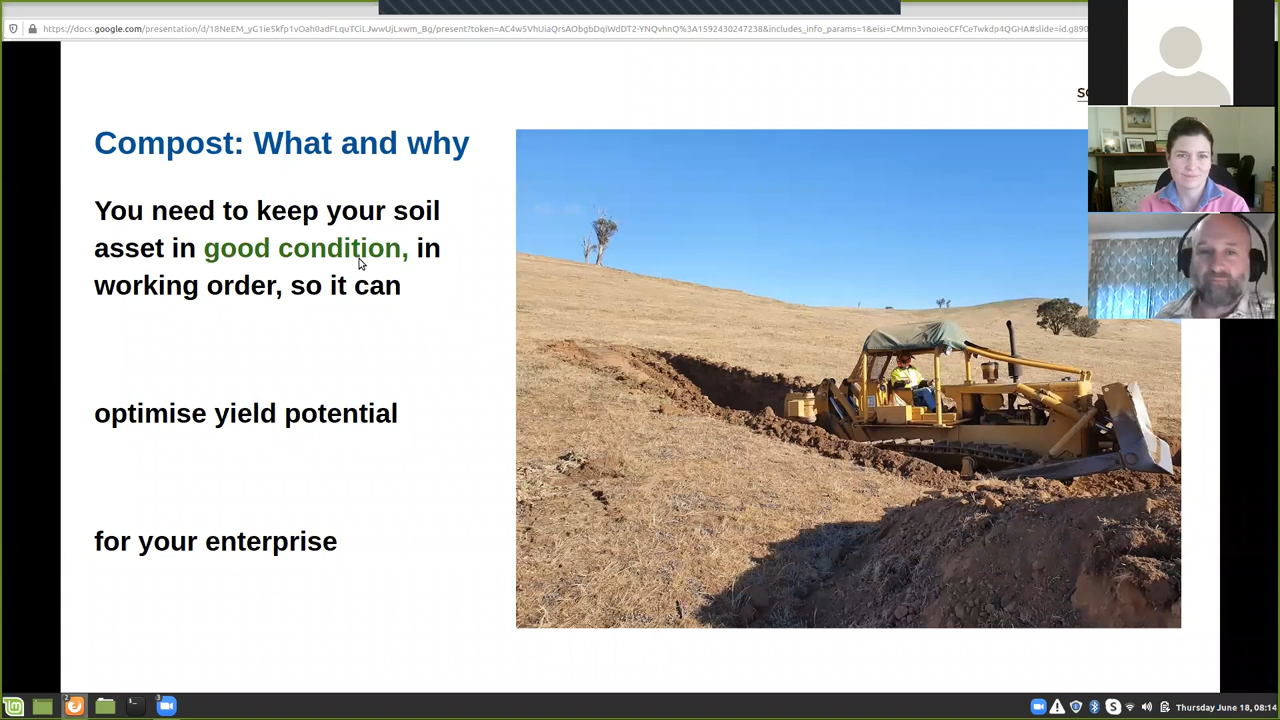 https://docs.google.com/presentation/d/18NeEM_yG1ie5kfp1vOah0adFLquTCiLJwwUjLxwm_Bg/present?token=AC4w5VhUiaQrsAObgbDqiWdDT2-YNQvhnQ%3A1592430247238&includes_info_params=1&eisi=CMmn3vnoieoCFfCeTwkdp4QGHA#slide=id.g890
Compost: What and why
You need to keep your soil
asset in good condition, in
working order, so it can
optimise yield potential
for your enterprise
Thursday June 18, 08:14